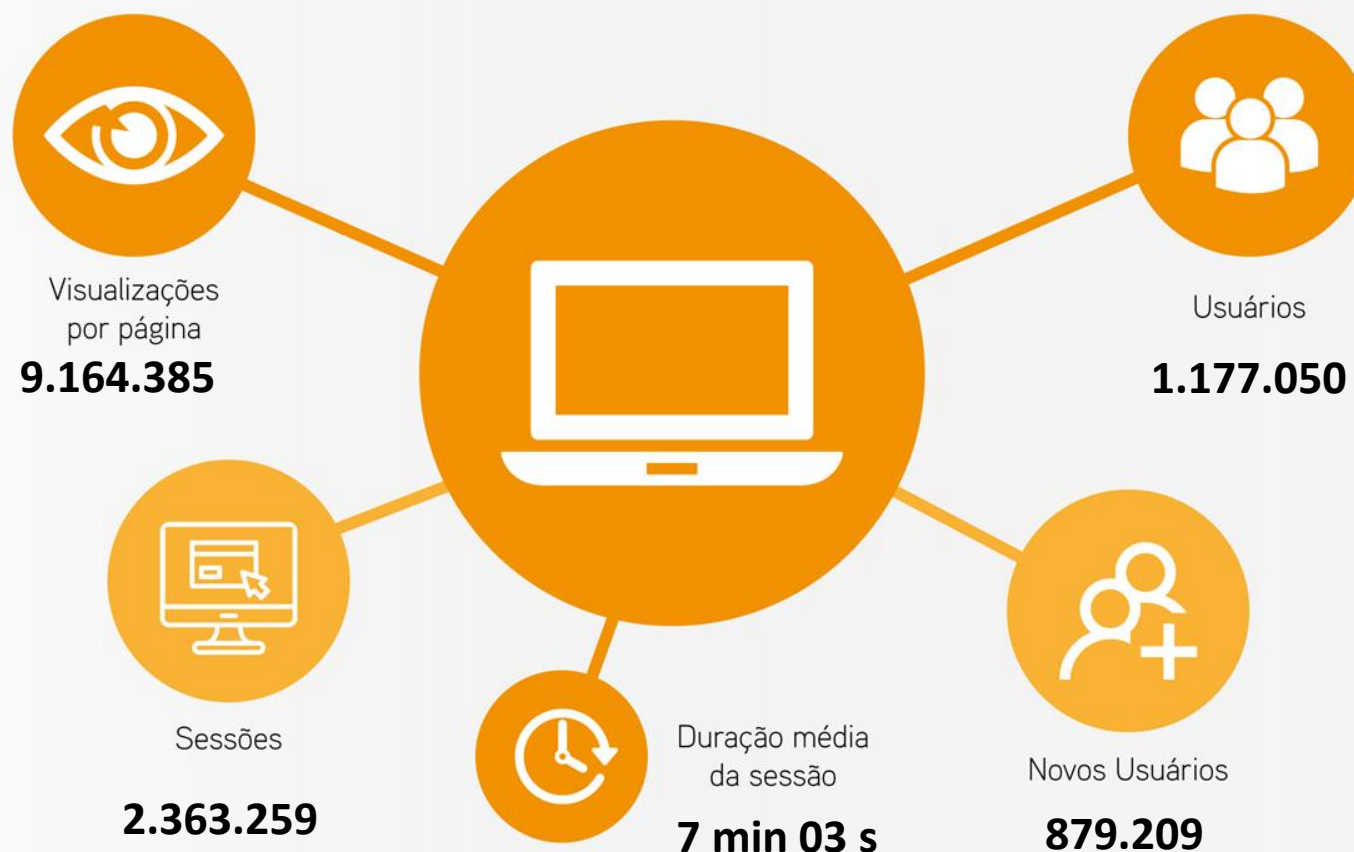 Visualizações
por página
9.164.385
Usuários
1.177.050
Sessões
2.363.259
Duração média
da sessão
7 min 03 s
Novos Usuários
879.209